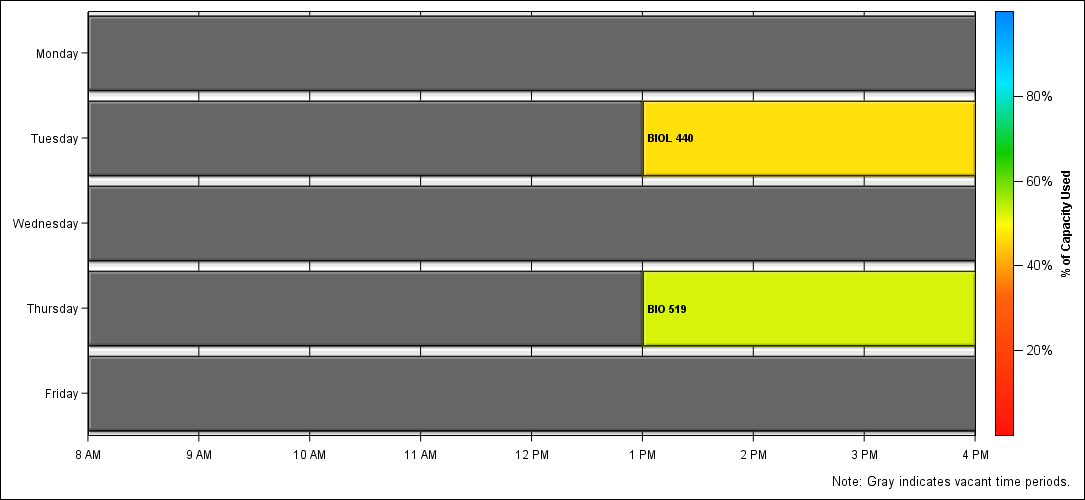 Monday
Tuesday
BIOL 440
Wednesday
Thursday
BIO 519
Friday
8 AM 9 AM 10 AM 11 AM 12 PM 1 PM 2 PM 3 PM 4 PM
80%
60%
40%
20%
% of Capacity Used
Note: Gray indicates vacant time periods.